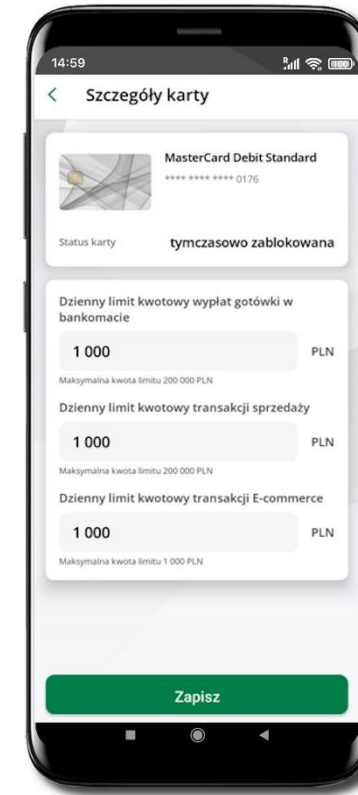 14:59
Szczegóły karty
MasterCard Debit Standard
**** **** **** 0176
Status karty
tymczasowo zablokowana
Dzienny limit kwotowy wypłat gotówki w
bankomacie
1 000
PLN
Maksymalna kwota limitu 200 000 PLN
Dzienny limit kwotowy transakcji sprzedaży
1 000
PLN
Maksymalna kwota limitu 200 000 PLN
Dzienny limit kwotowy transakcji E-commerce
1 000
PLN
Maksymalna kwota limitu 1 000 PLN
Zapisz